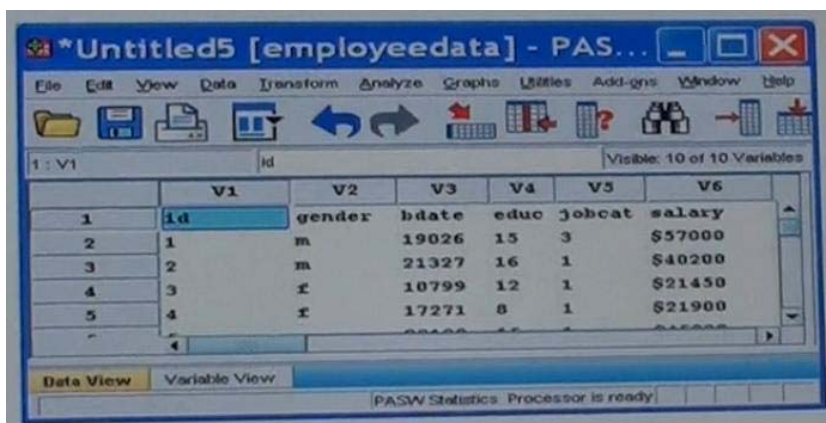 *Untitled5 [employeedata] - PAS...
File Edit View Data Transform Analyze Graphs Utilities Add-ons Window Help
1 : V1 id Visible: 10 of 10 Variables
V1 V2 V3 V4 V5 V6
1 id gender bdate educ jobcat salary
2 1 m 19026 15 3 $57000
3 2 m 21327 16 1 $40200
4 3 f 10799 12 1 $21450
5 4 f 17271 8 1 $21900
Data View Variable View
PASW Statistics Processor is ready